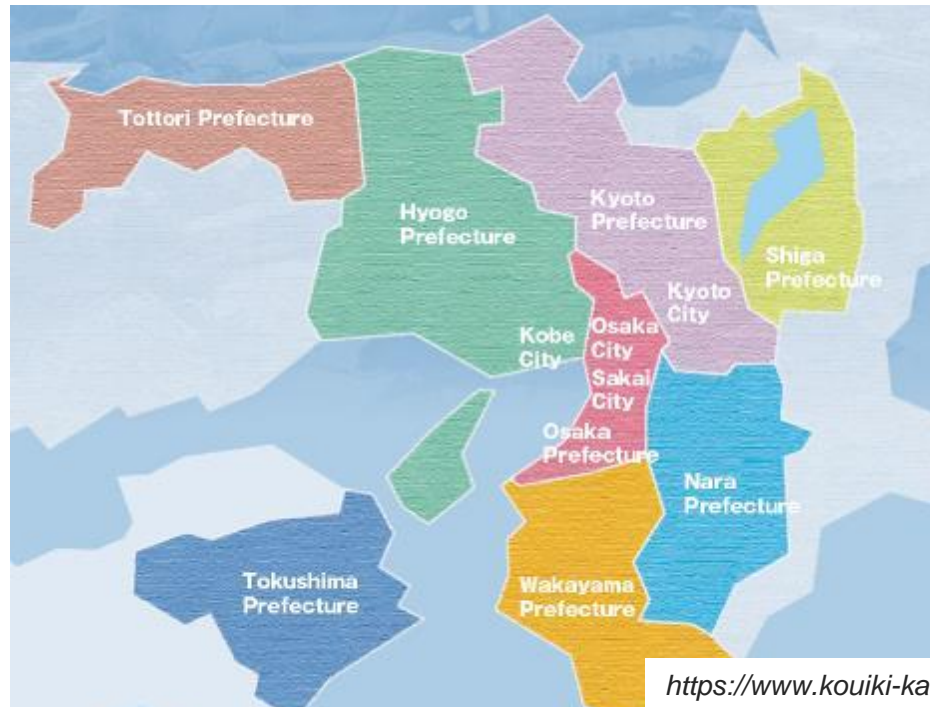 Tottori Prefecture
Hyogo
Prefecture
Kyoto
Prefecture
Shiga
Prefecture
Kyoto
City
Kobe
City
Osaka
City
Sakai
City
Osaka
Prefecture
Nara
Prefecture
Tokushima
Prefecture
Wakayama
Prefecture
https://www.kouiki-ka